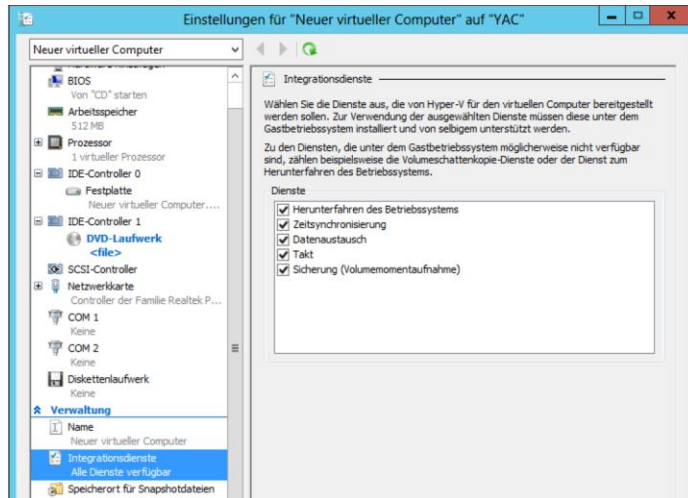 Einstellungen für "Neuer virtueller Computer" auf "YAC"
Neuer virtueller Computer
BIOS
Von "CD" starten
Arbeitsspeicher
512 MB
Prozessor
1 virtueller Prozessor
IDE-Controller 0
Festplatte
Neuer virtueller Computer....
IDE-Controller 1
DVD-Laufwerk
<file>
SCSI-Controller
Netzwerkkarte
Controller der Familie Realtek P...
COM 1
Keine
COM 2
Keine
Diskettenlaufwerk
Keine
Verwaltung
Name
Neuer virtueller Computer
Integrationsdienste
Alle Dienste verfügbar
Speicherort für Snapshotdateien
Integrationsdienste
Wählen Sie die Dienste aus, die von Hyper-V für den virtuellen Computer bereitgestellt
werden sollen. Zur Verwendung der ausgewählten Dienste müssen diese unter dem
Gastbetriebssystem installiert und von selbigem unterstützt werden.
Zu den Diensten, die unter dem Gastbetriebssystem möglicherweise nicht verfügbar
sind, zählen beispielsweise die Volumeschattenkopie-Dienste oder der Dienst zum
Herunterfahren des Betriebssystems.
Dienste
Herunterfahren des Betriebssystems
Zeitsynchronisierung
Datenaustausch
Takt
Sicherung (Volumemomentaufnahme)